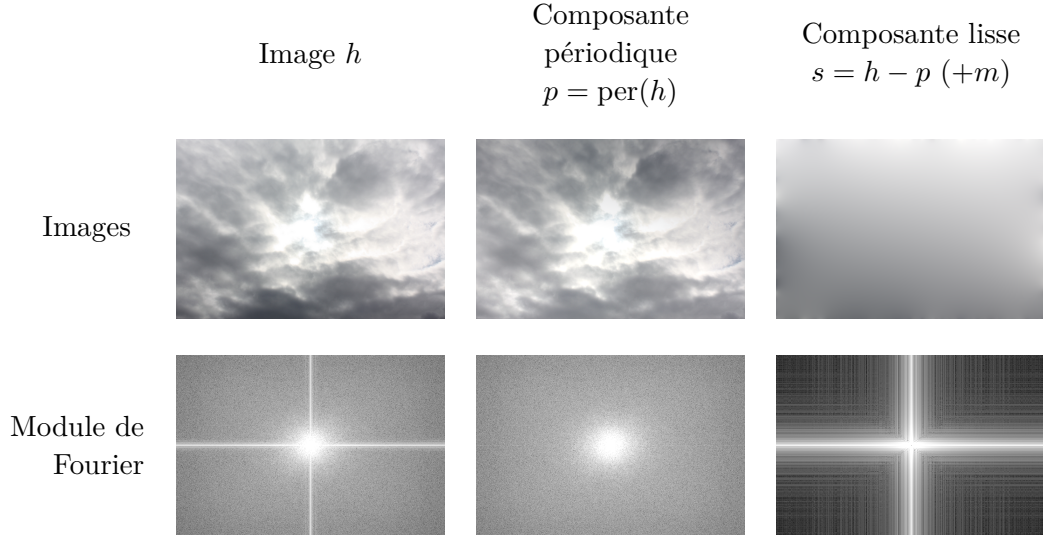 Image h
Composante
périodique
p = per(h)
Composante lisse
s = h − p (+m)
Images
Module de
Fourier